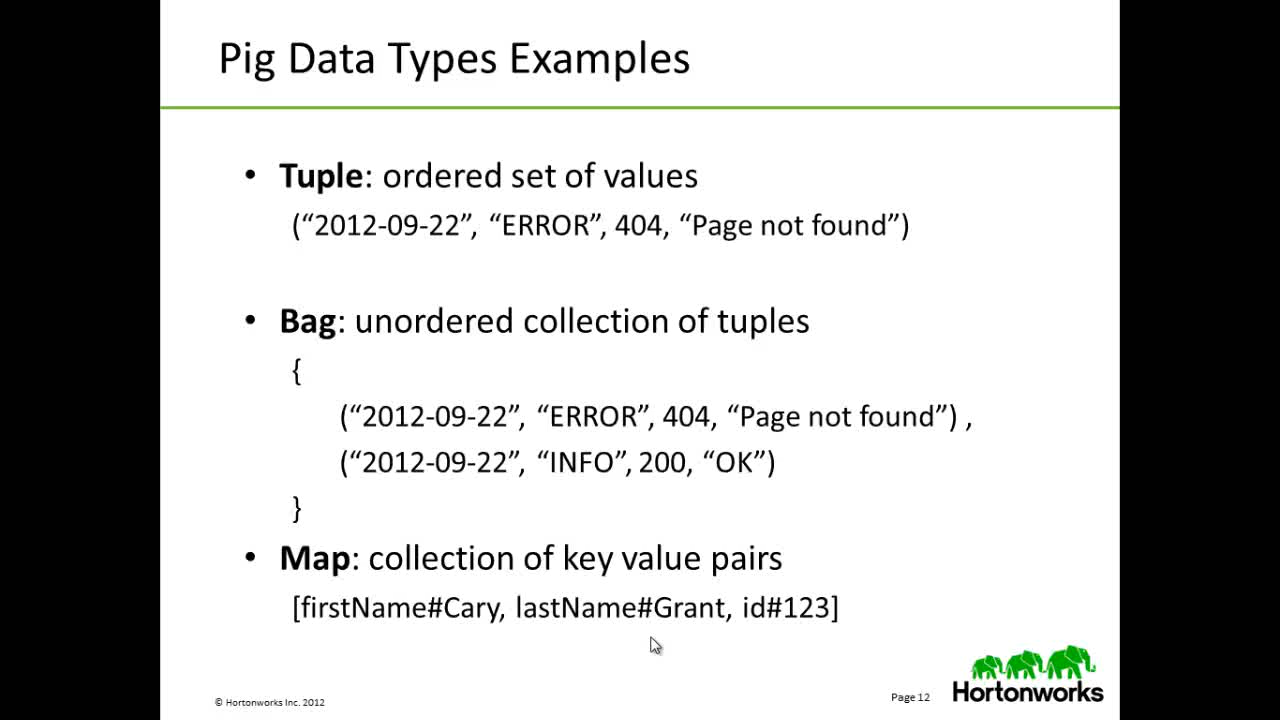 Pig Data Types Examples
• Tuple: ordered set of values
(“2012-09-22”, “ERROR”, 404, “Page not found”)
• Bag: unordered collection of tuples
{
(“2012-09-22”, “ERROR”, 404, “Page not found”) ,
(“2012-09-22”, “INFO”, 200, “OK”)
}
• Map: collection of key value pairs
[firstName#Cary, lastName#Grant, id#123]
© Hortonworks Inc. 2012
Page 12
Hortonworks